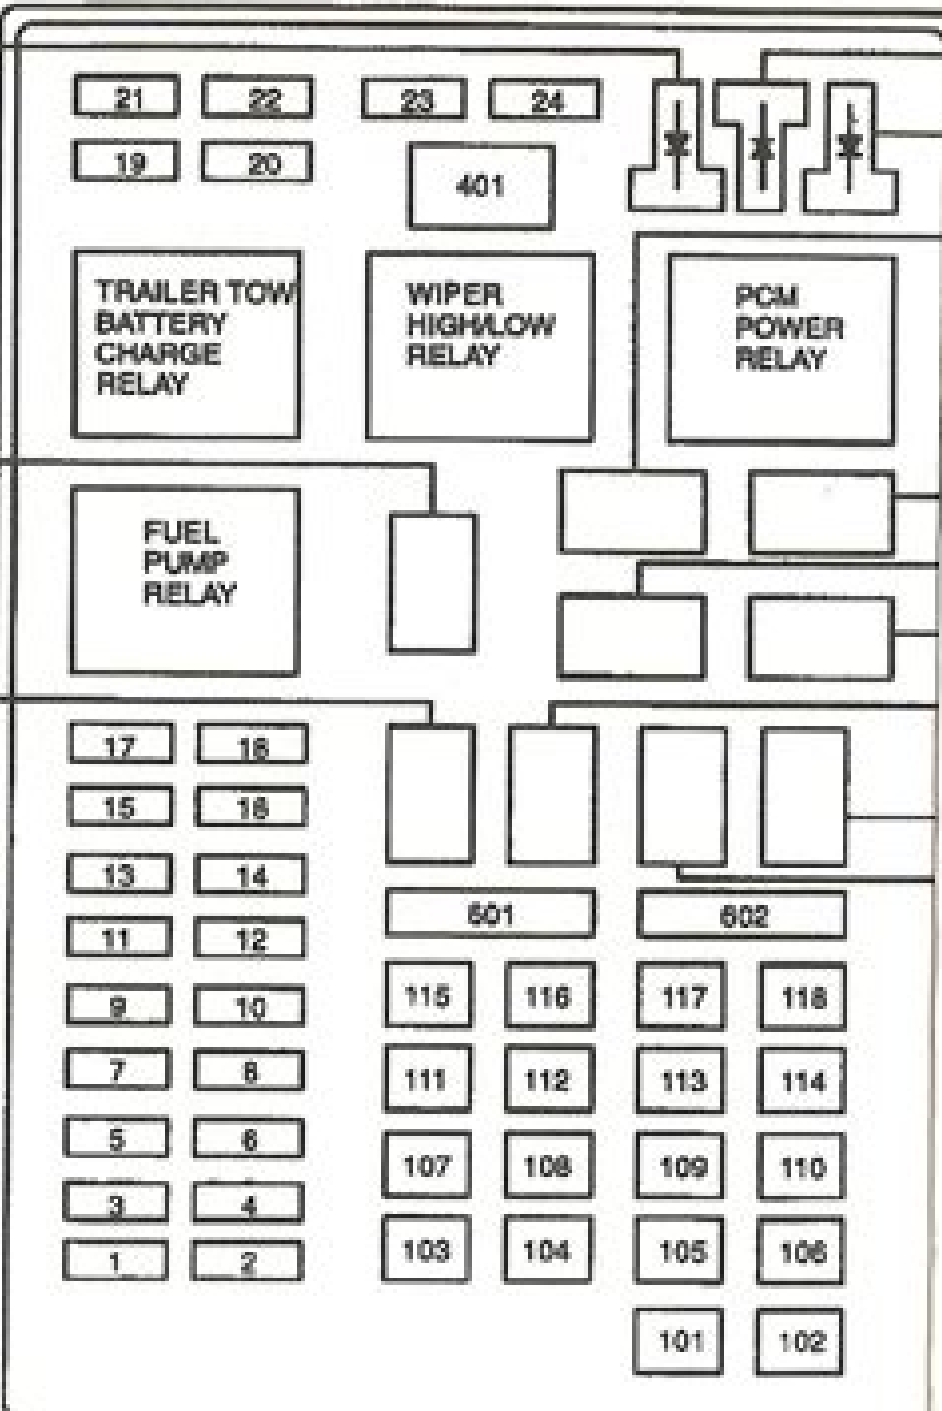 21 22 23 24
19 20
401
TRAILER TOW
BATTERY
CHARGE
RELAY
WIPER
HIGH/LOW
RELAY
PCM
POWER
RELAY
FUEL
PUMP
RELAY
17 18
15 16
13 14
11 12
9 10
7 8
5 6
3 4
1 2
601 602
115 116 117 118
111 112 113 114
107 108 109 110
103 104 105 106
101 102